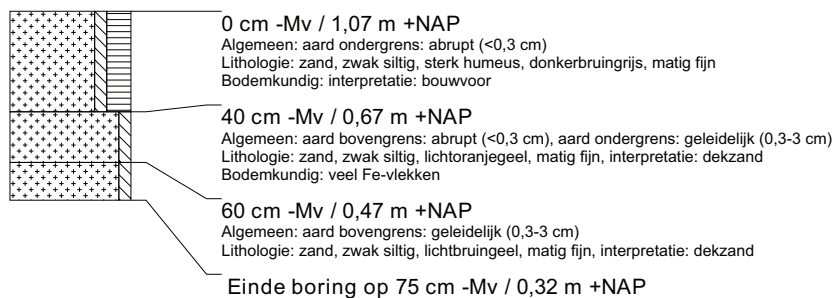 0 cm -Mv / 1,07 m +NAP
Algemeen: aard ondergrens: abrupt (<0,3 cm)
Lithologie: zand, zwak siltig, sterk humeus, donkerbruingrijs, matig fijn
Bodemkundig: interpretatie: bouwvoor
40 cm -Mv / 0,67 m +NAP
Algemeen: aard bovengrens: abrupt (<0,3 cm), aard ondergrens: geleidelijk (0,3-3 cm)
Lithologie: zand, zwak siltig, lichtoranjegeel, matig fijn, interpretatie: dekzand
Bodemkundig: veel Fe-vlekken
60 cm -Mv / 0,47 m +NAP
Algemeen: aard bovengrens: geleidelijk (0,3-3 cm)
Lithologie: zand, zwak siltig, lichtbruingeel, matig fijn, interpretatie: dekzand
Einde boring op 75 cm -Mv / 0,32 m +NAP